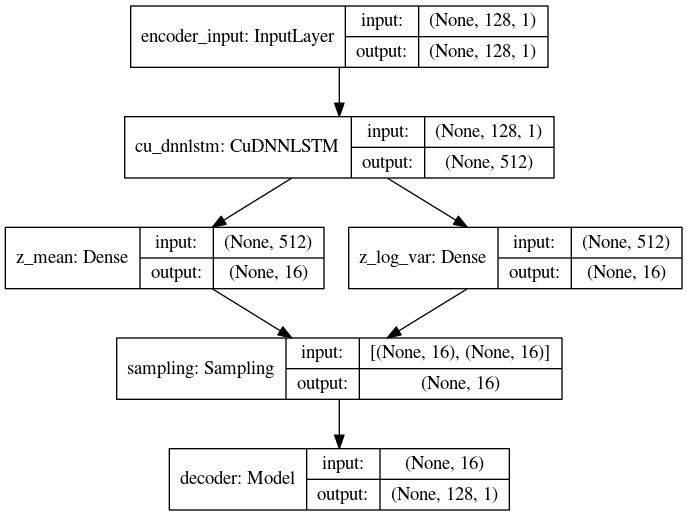 encoder_input: InputLayer
input: (None, 128, 1)
output: (None, 128, 1)
cu_dnnlstm: CuDNNLSTM
input: (None, 128, 1)
output: (None, 512)
z_mean: Dense
input: (None, 512)
output: (None, 16)
z_log_var: Dense
input: (None, 512)
output: (None, 16)
sampling: Sampling
input: [(None, 16), (None, 16)]
output: (None, 16)
decoder: Model
input: (None, 16)
output: (None, 128, 1)